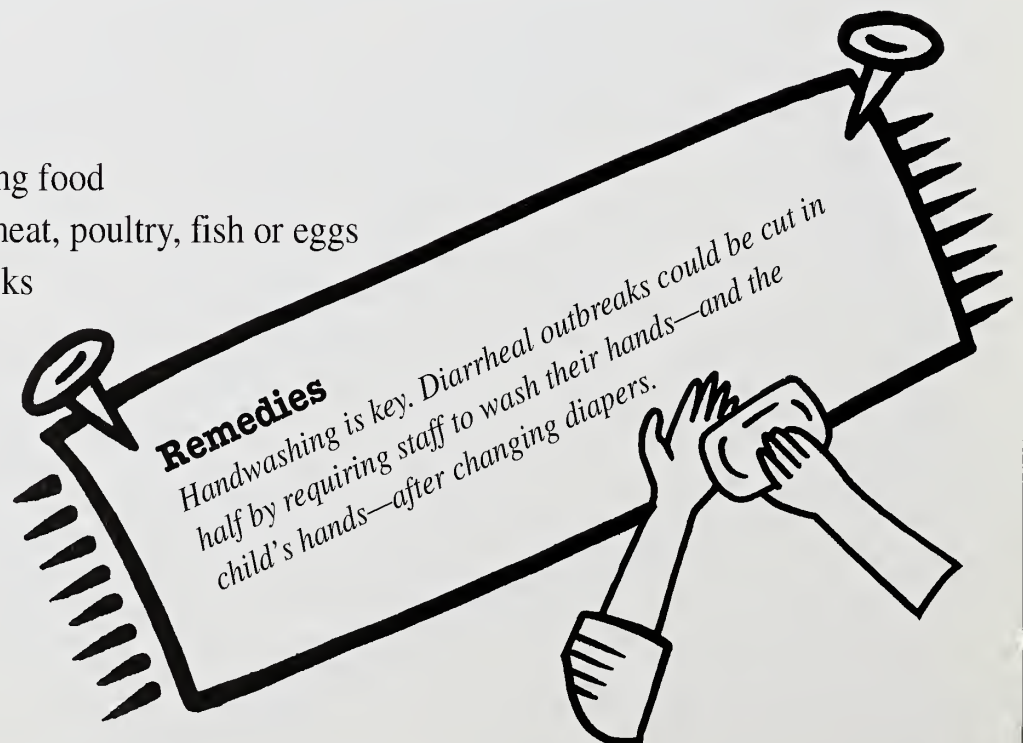 ng food
heat, poultry, fish or eggs
ks
Remedies
Handwashing is key. Diarrheal outbreaks could be cut in
half by requiring staff to wash their hands—and the
child's hands—after changing diapers.